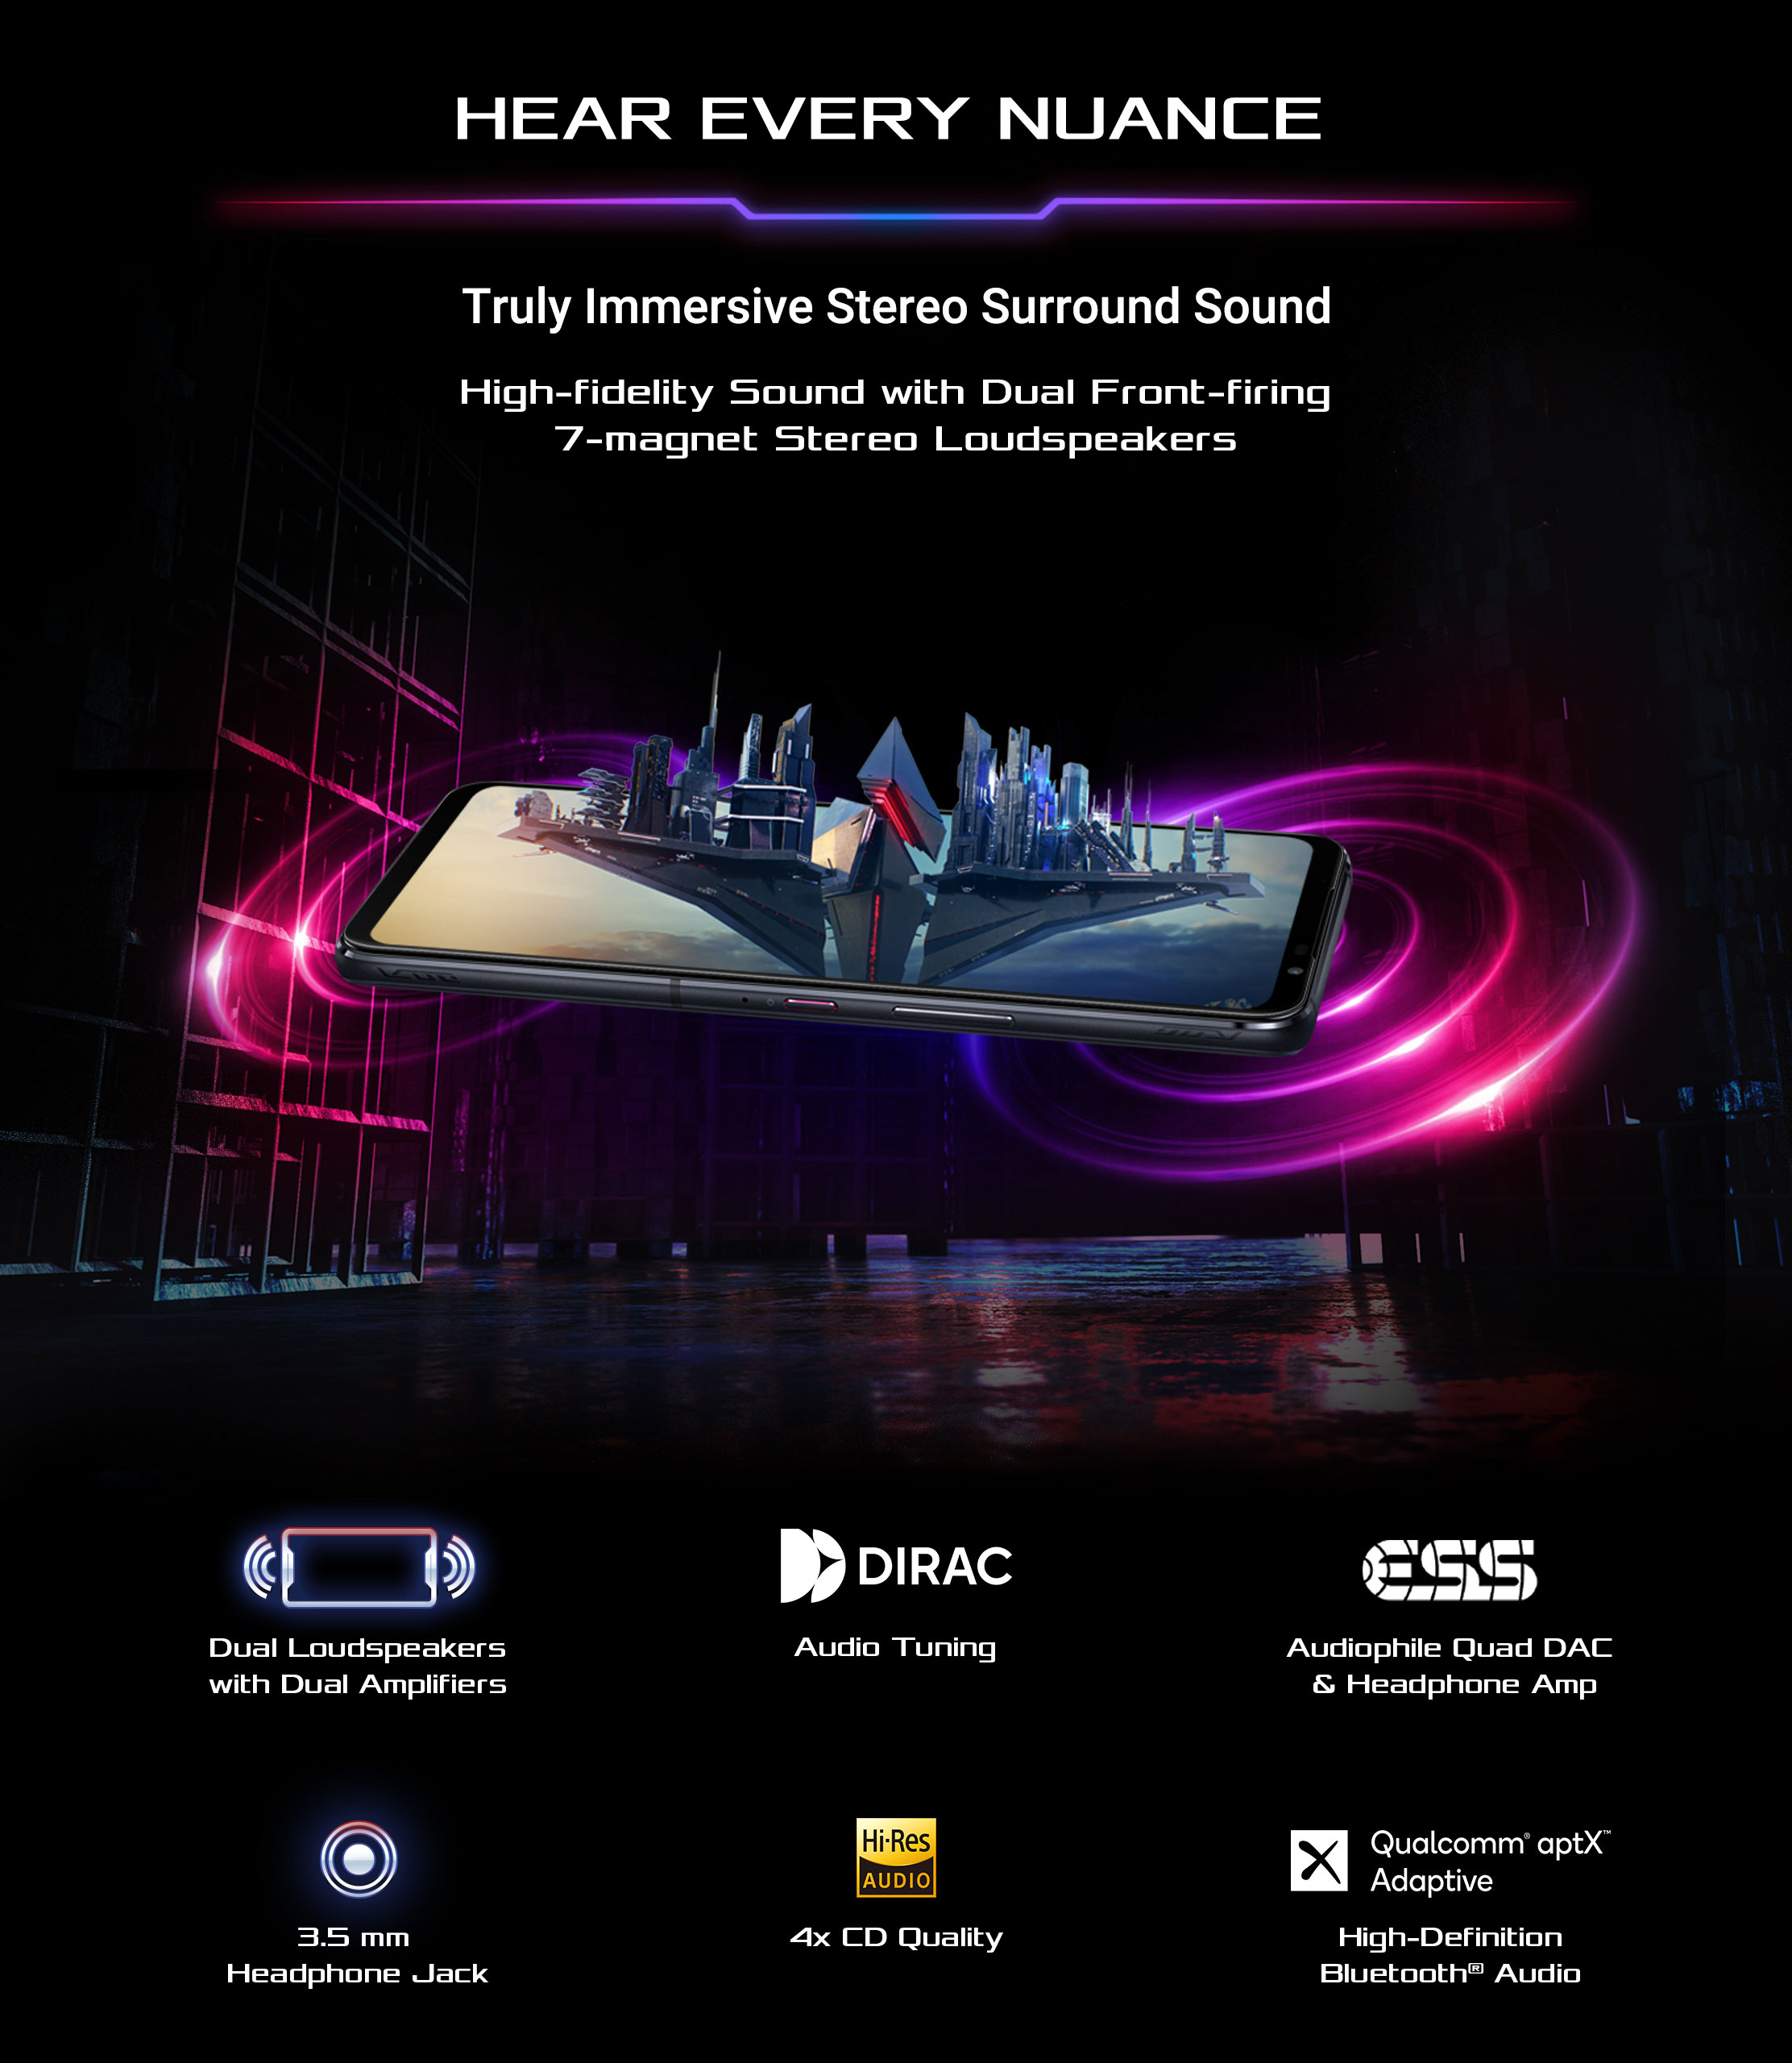 HEAR EVERY NUANCE
Truly Immersive Stereo Surround Sound
High-fidelity Sound with Dual Front-firing
7-magnet Stereo Loudspeakers
Dual Loudspeakers
with Dual Amplifiers
DIRAC
Audio Tuning
ESS
Audiophile Quad DAC
& Headphone Amp
3.5 mm
Headphone Jack
Hi-Res
AUDIO
4x CD Quality
Qualcomm® aptX™
Adaptive
High-Definition
Bluetooth® Audio